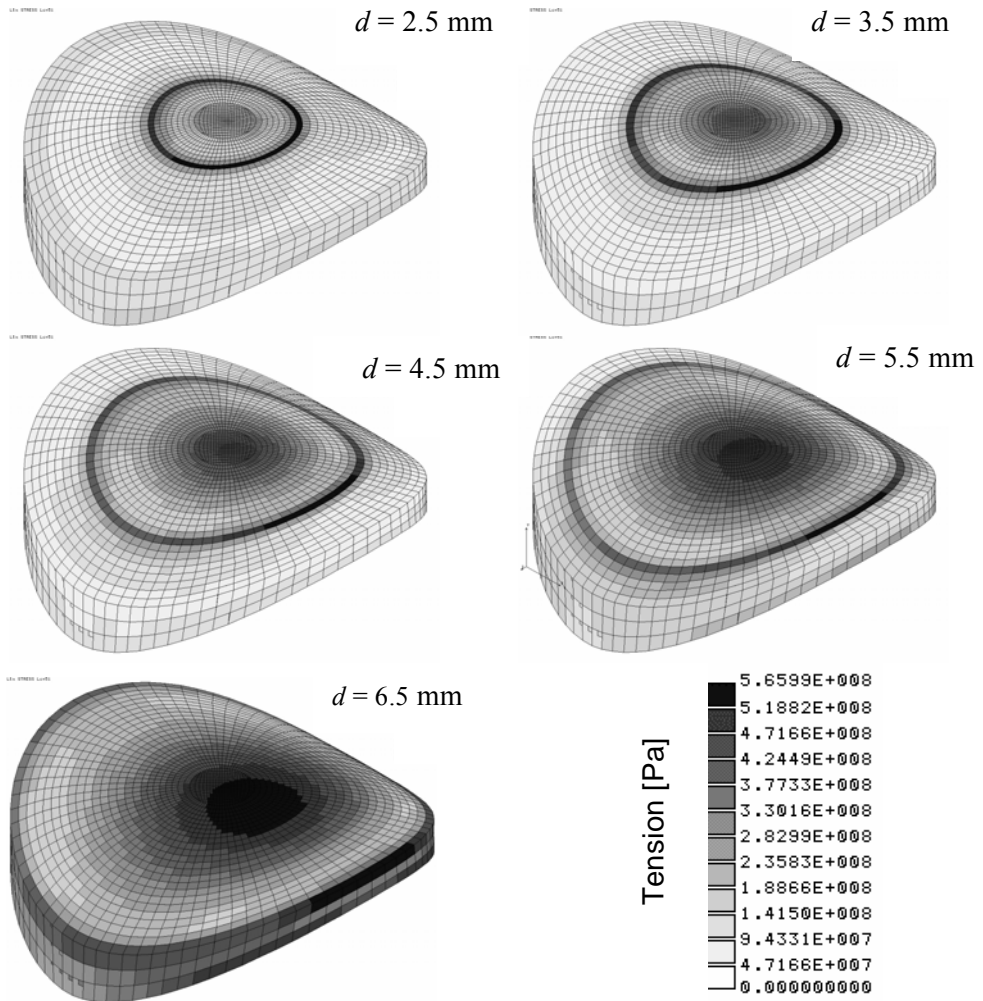 d = 2.5 mm
d = 3.5 mm
d = 4.5 mm
d = 5.5 mm
d = 6.5 mm
Tension [Pa]
5.6599E+008
5.1882E+008
4.7166E+008
4.2449E+008
3.7733E+008
3.3016E+008
2.8299E+008
2.3583E+008
1.8866E+008
1.4150E+008
9.4331E+007
4.7166E+007
0.000000000